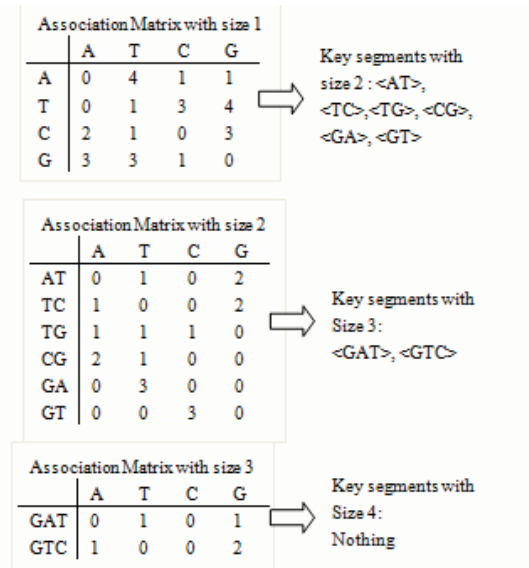 Association Matrix with size 1
A T C G
A 0 4 1 1
T 0 1 3 4
C 2 1 0 3
G 3 3 1 0
Key segments with
size 2 : <AT>,
<TC>,<TG>, <CG>,
<GA>, <GT>
Association Matrix with size 2
A T C G
AT 0 1 0 2
TC 1 0 0 2
TG 1 1 1 0
CG 2 1 0 0
GA 0 3 0 0
GT 0 0 3 0
Key segments with
Size 3:
<GAT>, <GTC>
Association Matrix with size 3
A T C G
GAT 0 1 0 1
GTC 1 0 0 2
Key segments with
Size 4:
Nothing